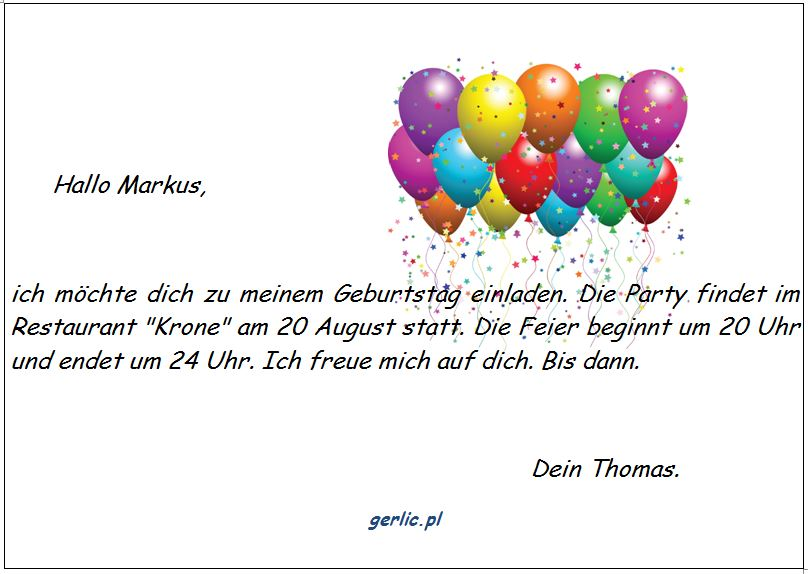 Hallo Markus,
ich möchte dich zu meinem Geburtstag einladen. Die Party findet im
Restaurant "Krone" am 20 August statt. Die Feier beginnt um 20 Uhr
und endet um 24 Uhr. Ich freue mich auf dich. Bis dann.
Dein Thomas.
gerlic.pl